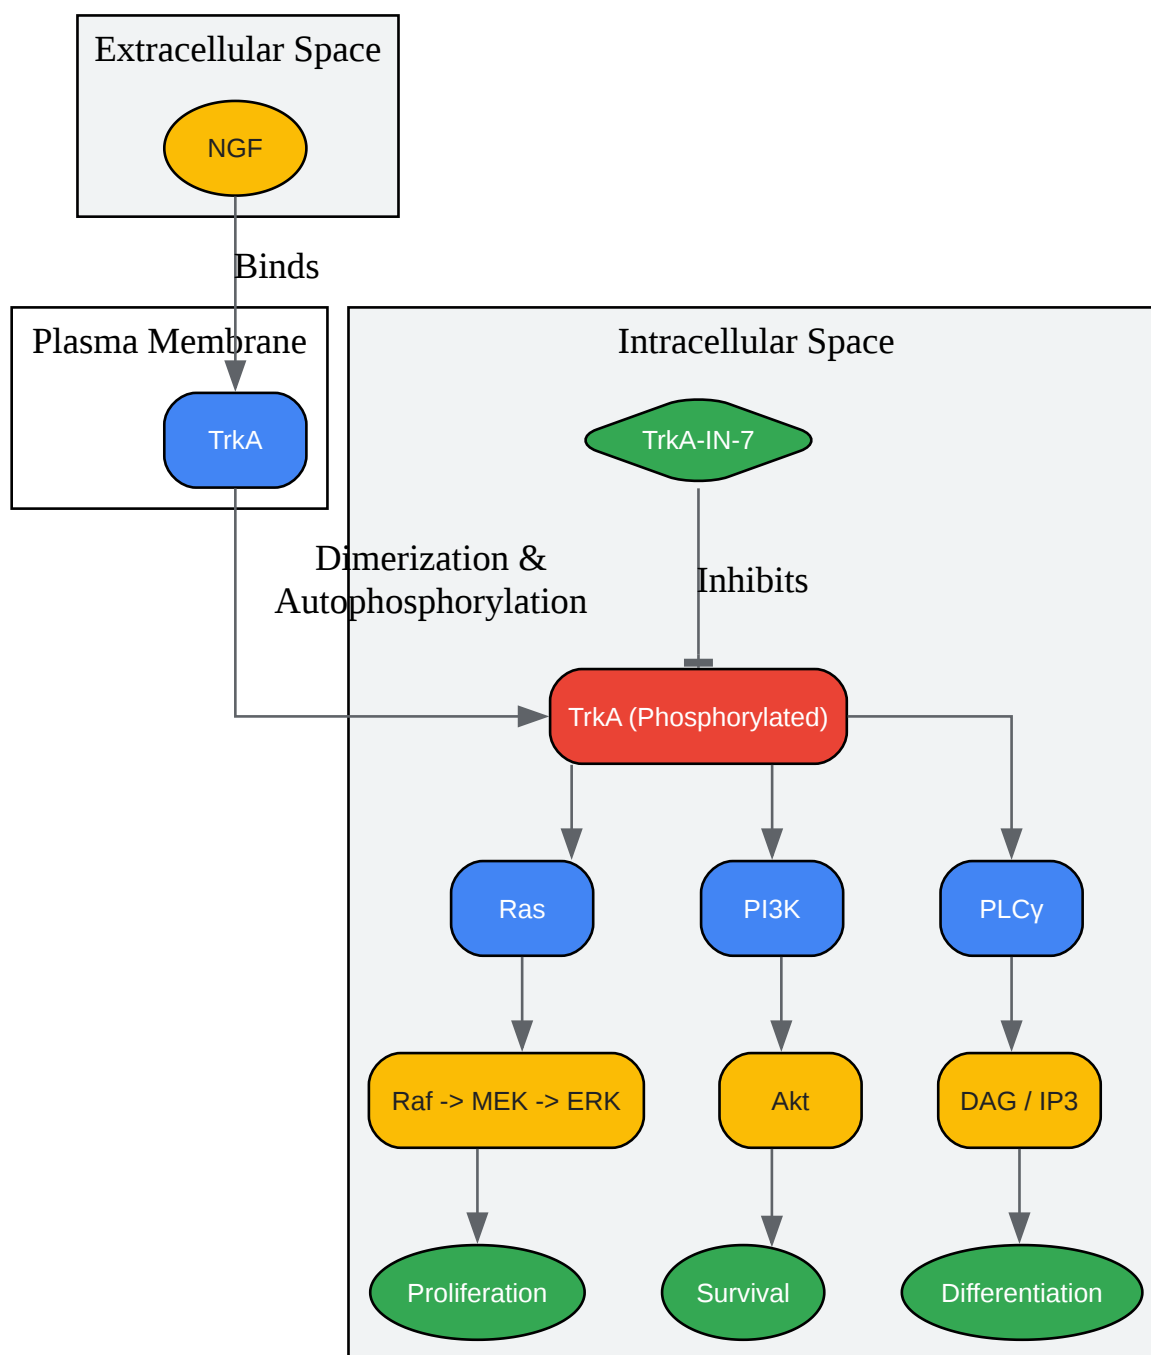 Extracellular Space
NGF
Binds
Plasma Membrane
Intracellular Space
TrkA
TrkA-IN-7
Dimerization &
Autophosphorylation
Inhibits
TrkA (Phosphorylated)
Ras
PI3K
PLCγ
Raf -> MEK -> ERK
Akt
DAG / IP3
Proliferation
Survival
Differentiation